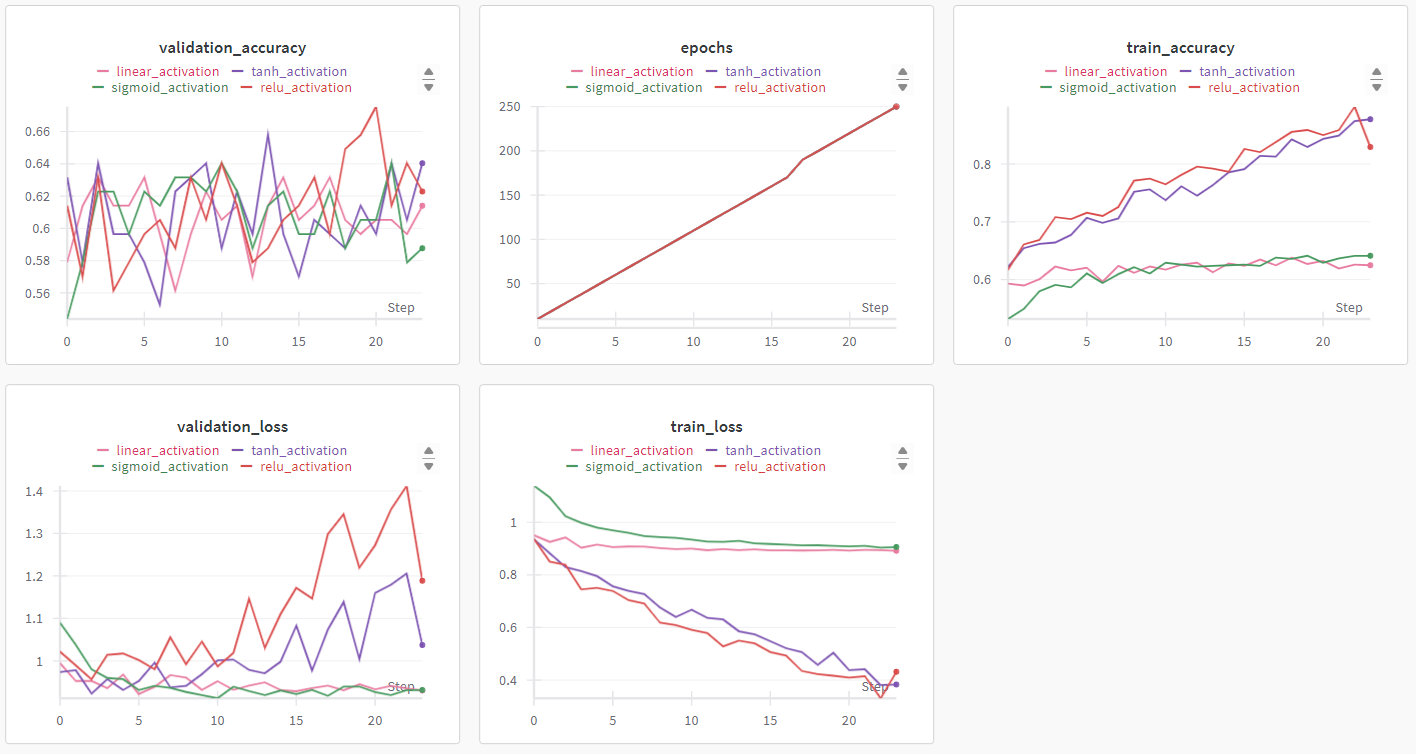 validation_accuracy
linear_activation tanh_activation
sigmoid_activation relu_activation
0.66
0.64
0.62
0.6
0.58
0.56
Step
0 5 10 15 20
epochs
linear_activation tanh_activation
sigmoid_activation relu_activation
250
200
150
100
50
Step
0 5 10 15 20
train_accuracy
linear_activation tanh_activation
sigmoid_activation relu_activation
0.8
0.7
0.6
Step
0 5 10 15 20
validation_loss
linear_activation tanh_activation
sigmoid_activation relu_activation
1.4
1.3
1.2
1.1
1
Step
0 5 10 15 20
train_loss
linear_activation tanh_activation
sigmoid_activation relu_activation
1
0.8
0.6
0.4
Step
0 5 10 15 20